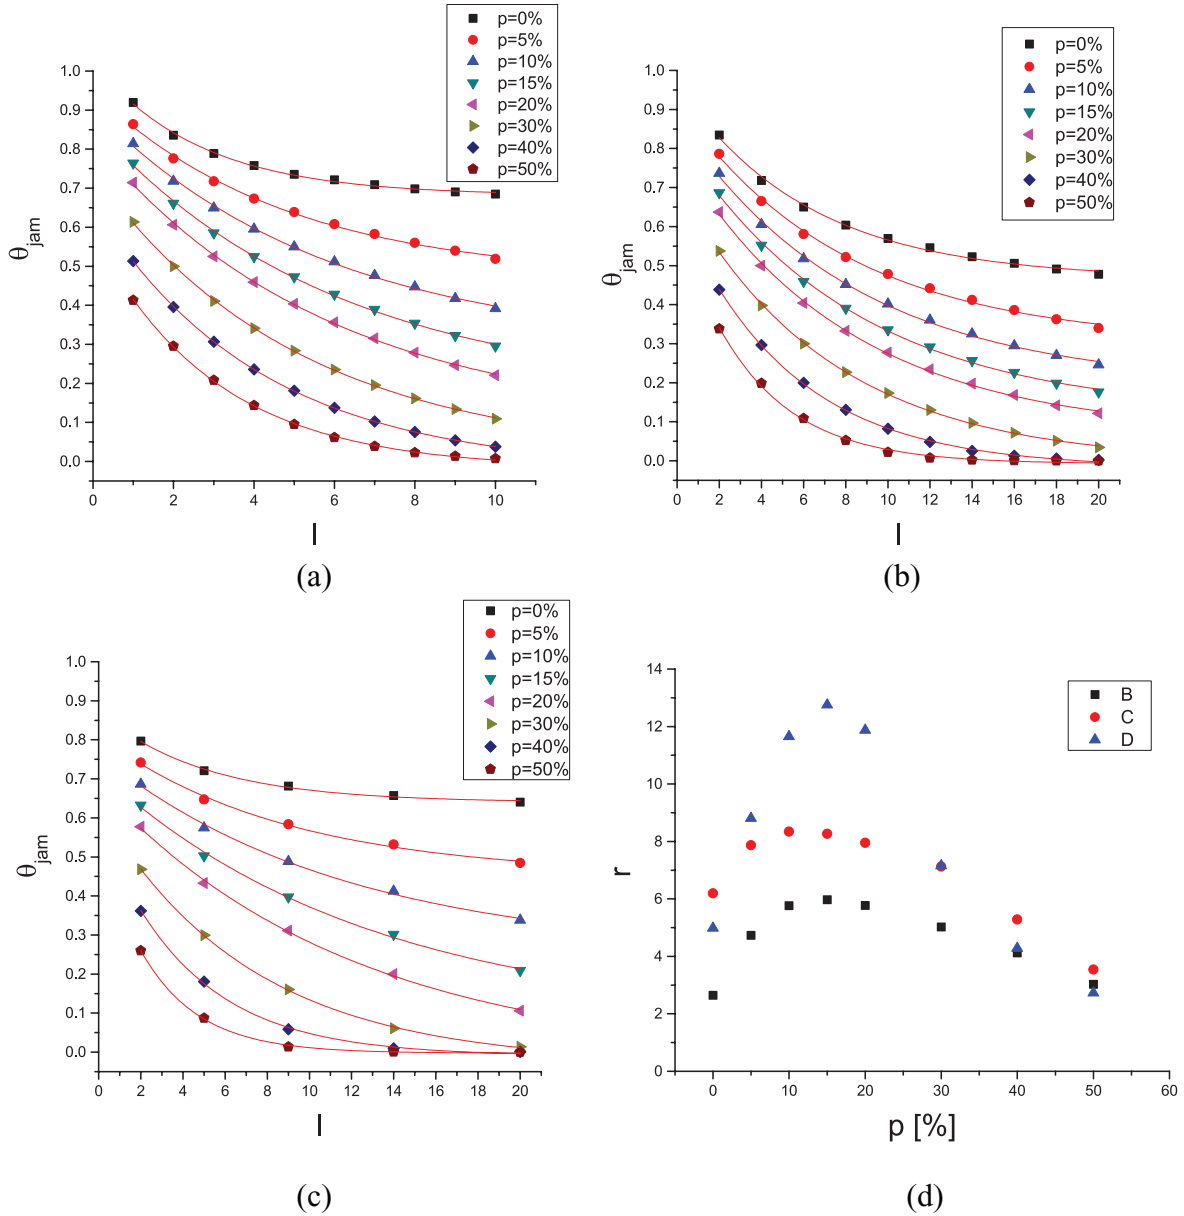 p=0%
p=5%
p=10%
p=15%
p=20%
p=30%
p=40%
p=50%
1.0
0.9
0.8
0.7
0.6
0.5
0.4
0.3
0.2
0.1
0.0
θjam
0 2 4 6 8 10
l
(a)
p=0%
p=5%
p=10%
p=15%
p=20%
p=30%
p=40%
p=50%
1.0
0.9
0.8
0.7
0.6
0.5
0.4
0.3
0.2
0.1
0.0
θjam
0 2 4 6 8 10 12 14 16 18 20
l
(b)
p=0%
p=5%
p=10%
p=15%
p=20%
p=30%
p=40%
p=50%
1.0
0.9
0.8
0.7
0.6
0.5
0.4
0.3
0.2
0.1
0.0
θjam
0 2 4 6 8 10 12 14 16 18 20
l
(c)
B
C
D
14
12
10
8
6
4
2
0
r
0 10 20 30 40 50 60
p [%]
(d)